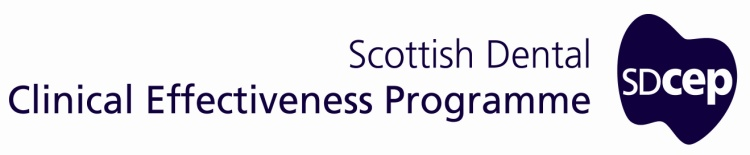 Scottish Dental
Clinical Effectiveness Programme
SDcep